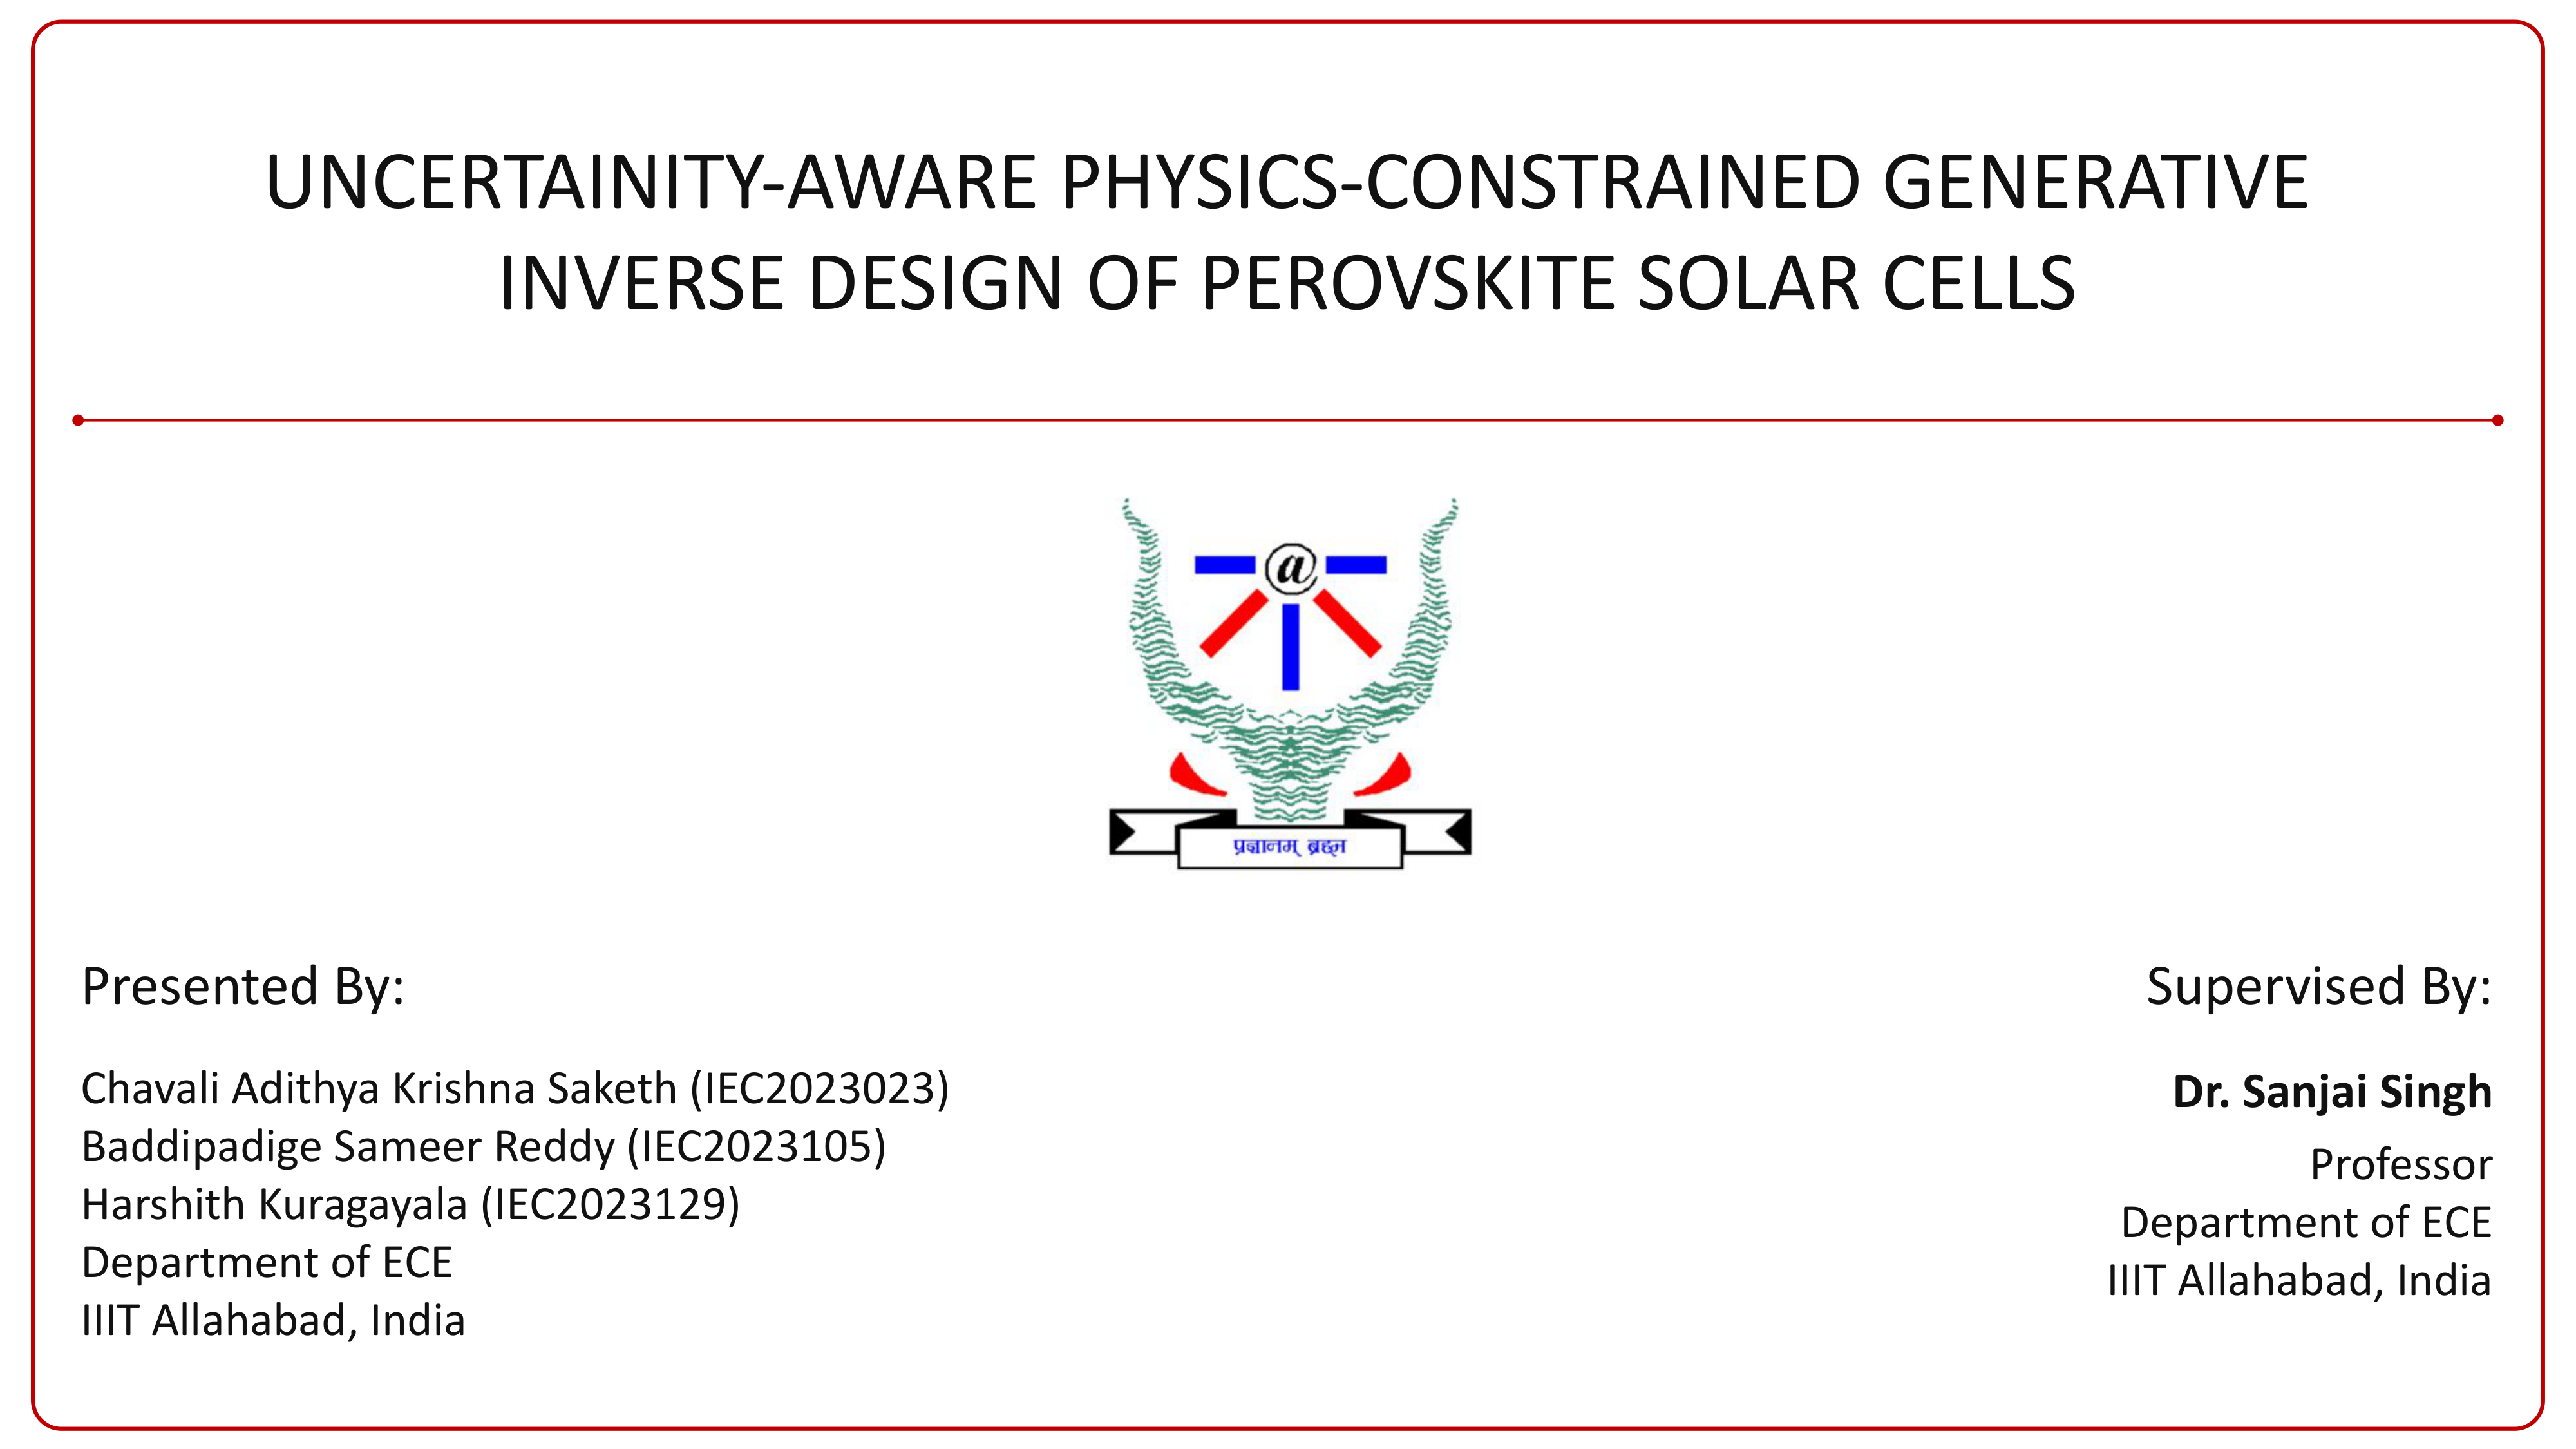 UNCERTAINITY-AWARE PHYSICS-CONSTRAINED GENERATIVE
INVERSE DESIGN OF PEROVSKITE SOLAR CELLS
@
प्रज्ञानम् ब्रह्म
Presented By:
Chavali Adithya Krishna Saketh (IEC2023023)
Baddipadige Sameer Reddy (IEC2023105)
Harshith Kuragayala (IEC2023129)
Department of ECE
IIIT Allahabad, India
Supervised By:
Dr. Sanjai Singh
Professor
Department of ECE
IIIT Allahabad, India